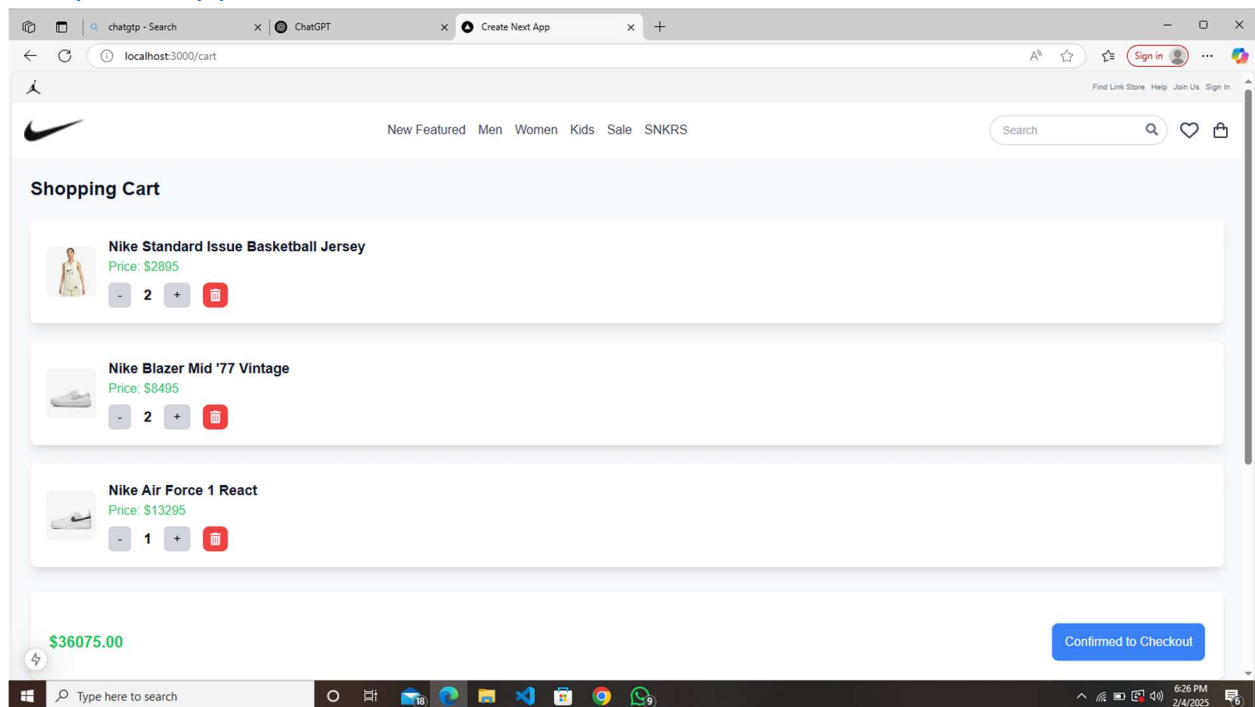 chatgtp - Search
ChatGPT
Create Next App
localhost:3000/cart
Sign in
Find Link Store Help Join Us Sign In
New Featured Men Women Kids Sale SNKRS
Search
Shopping Cart
Nike Standard Issue Basketball Jersey
Price: $2895
- 2 +
Nike Blazer Mid '77 Vintage
Price: $8495
- 2 +
Nike Air Force 1 React
Price: $13295
- 1 +
$36075.00
Confirmed to Checkout
Type here to search
18
9
6:26 PM
2/4/2025
6